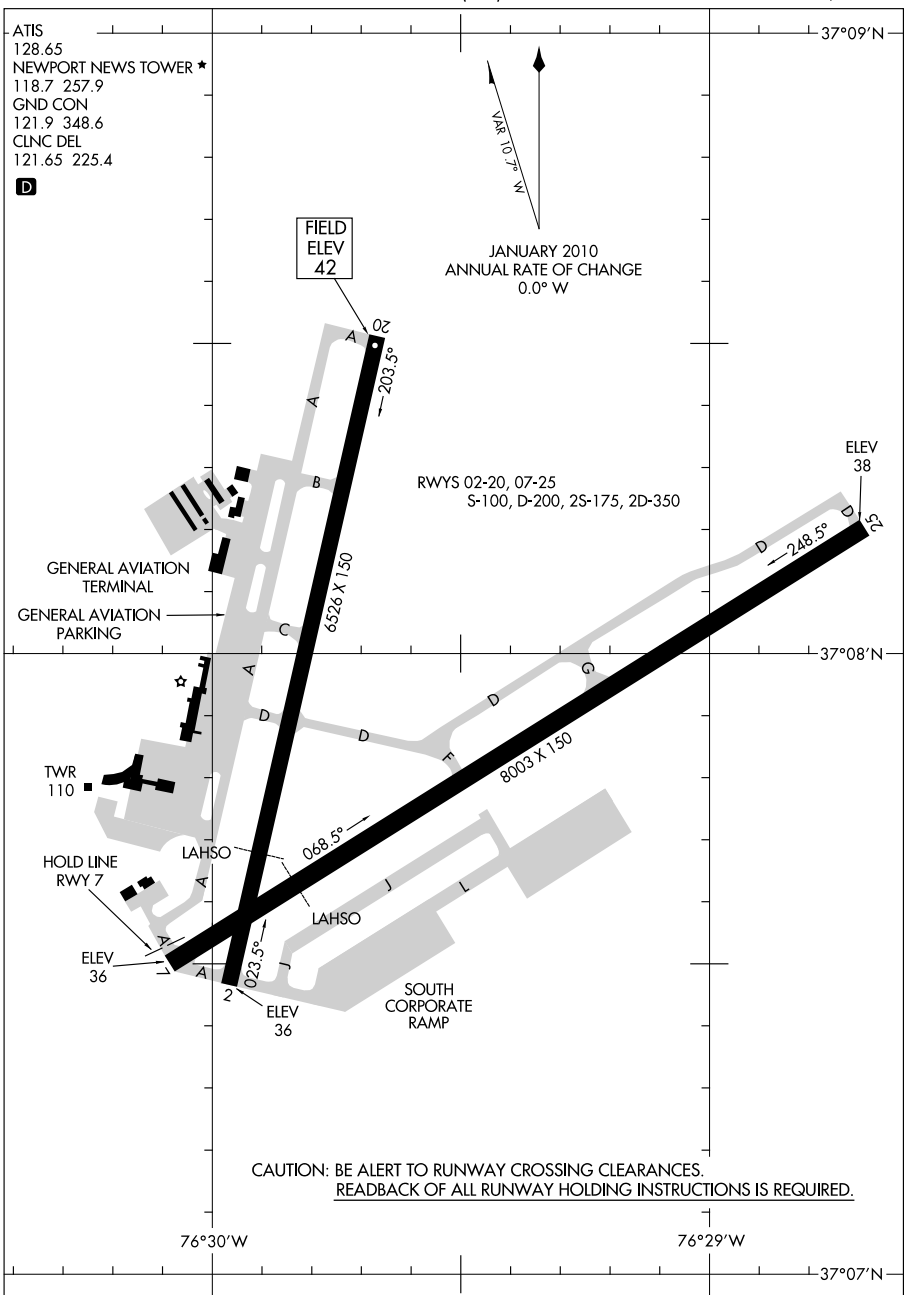 ATIS
128.65
NEWPORT NEWS TOWER ★
118.7 257.9
GND CON
121.9 348.6
CLNC DEL
121.65 225.4
D
37°09'N
VAR 10.7° W
JANUARY 2010
ANNUAL RATE OF CHANGE
0.0° W
FIELD
ELEV
42
A
20
203.5°
A
B
RWYS 02-20, 07-25
S-100, D-200, 2S-175, 2D-350
ELEV
38
D
25
248.5°
D
GENERAL AVIATION
TERMINAL
GENERAL AVIATION
PARKING
6526 X 150
C
A
37°08'N
G
D
D
D
F
8003 X 150
TWR
110
068.5°
LAHSO
HOLD LINE
RWY 7
A
J
L
LAHSO
A
ELEV
36
7
A
2
023.5°
J
ELEV
36
SOUTH
CORPORATE
RAMP
CAUTION: BE ALERT TO RUNWAY CROSSING CLEARANCES.
READBACK OF ALL RUNWAY HOLDING INSTRUCTIONS IS REQUIRED.
76°30'W
76°29'W
37°07'N